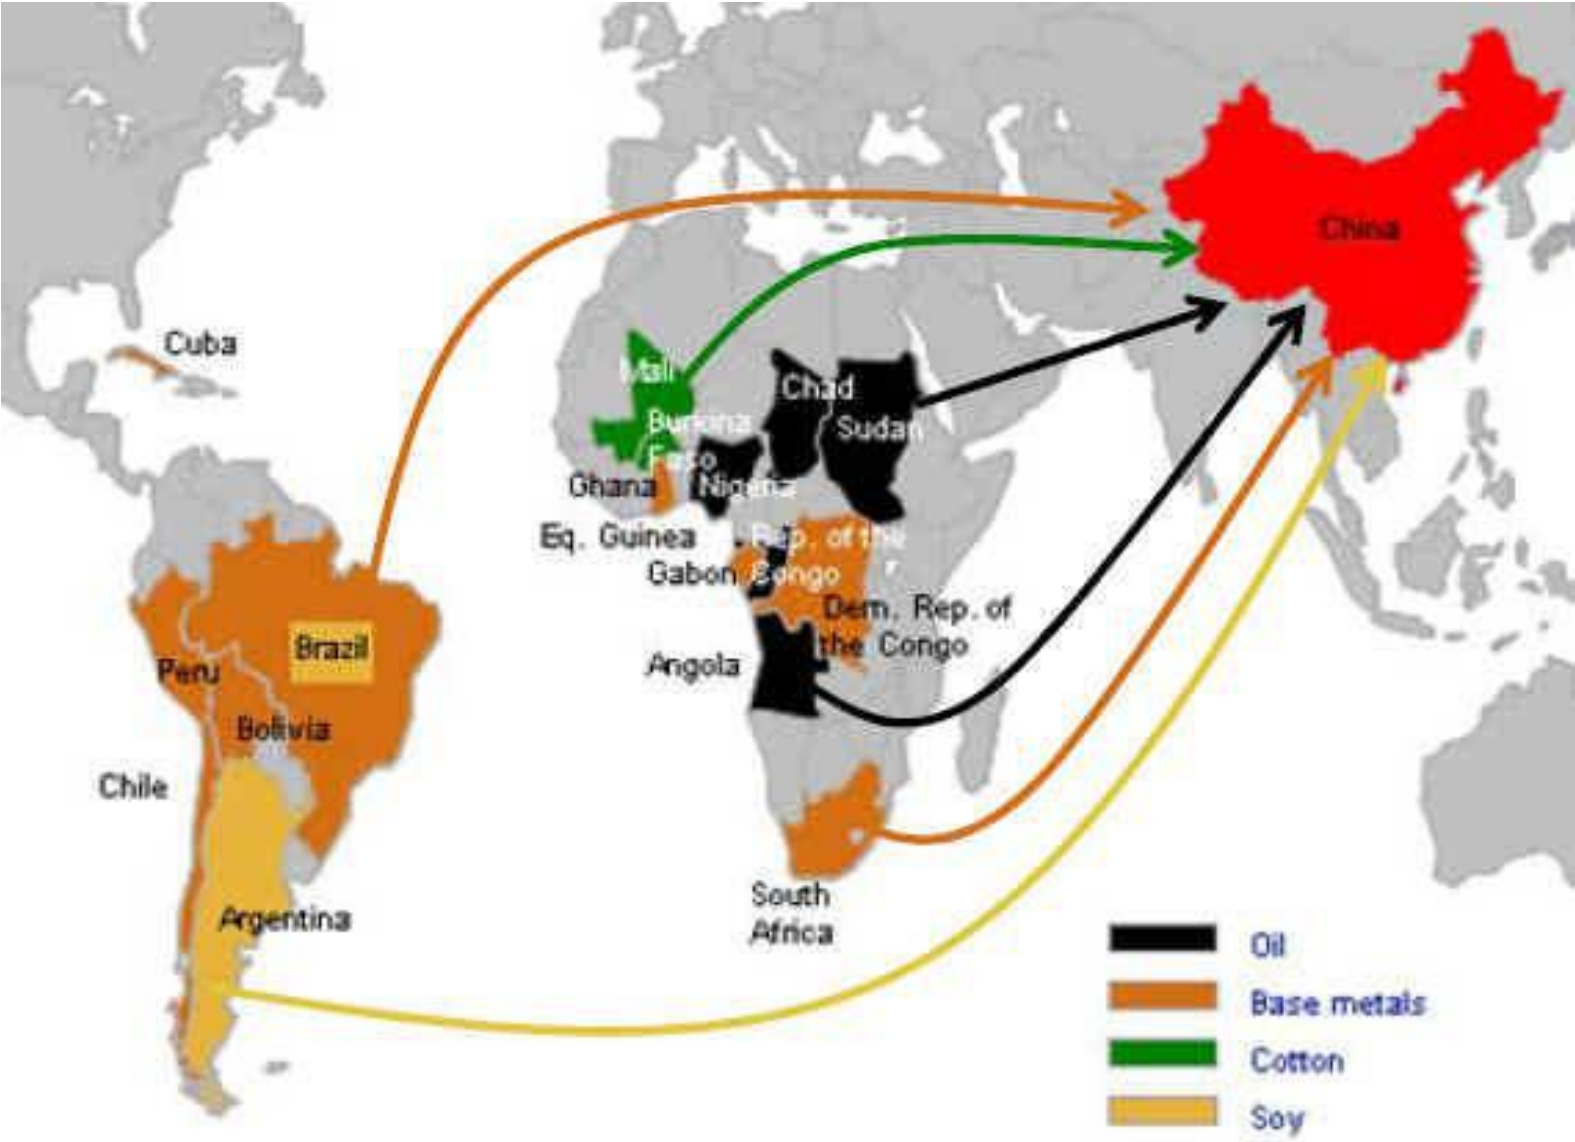 China
Cuba
Mali
Chad
Burkina
Faso
Sudan
Ghana
Nigeria
Eq. Guinea
Rep. of the
Congo
Gabon
Dem. Rep. of
the Congo
Brazil
Peru
Angola
Bolivia
Chile
South
Africa
Argentina
Oil
Base metals
Cotton
Soy